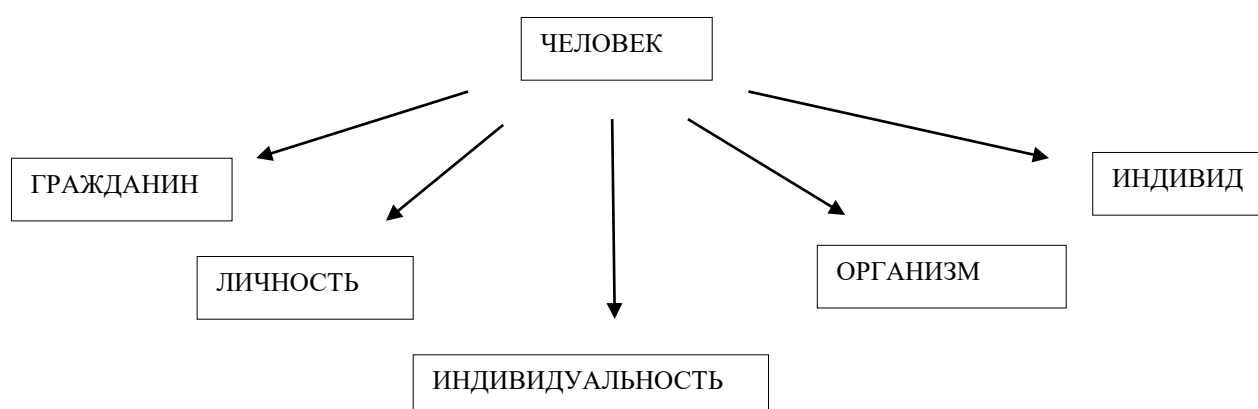 ЧЕЛОВЕК
ГРАЖДАНИН
ИНДИВИД
ЛИЧНОСТЬ
ОРГАНИЗМ
ИНДИВИДУАЛЬНОСТЬ